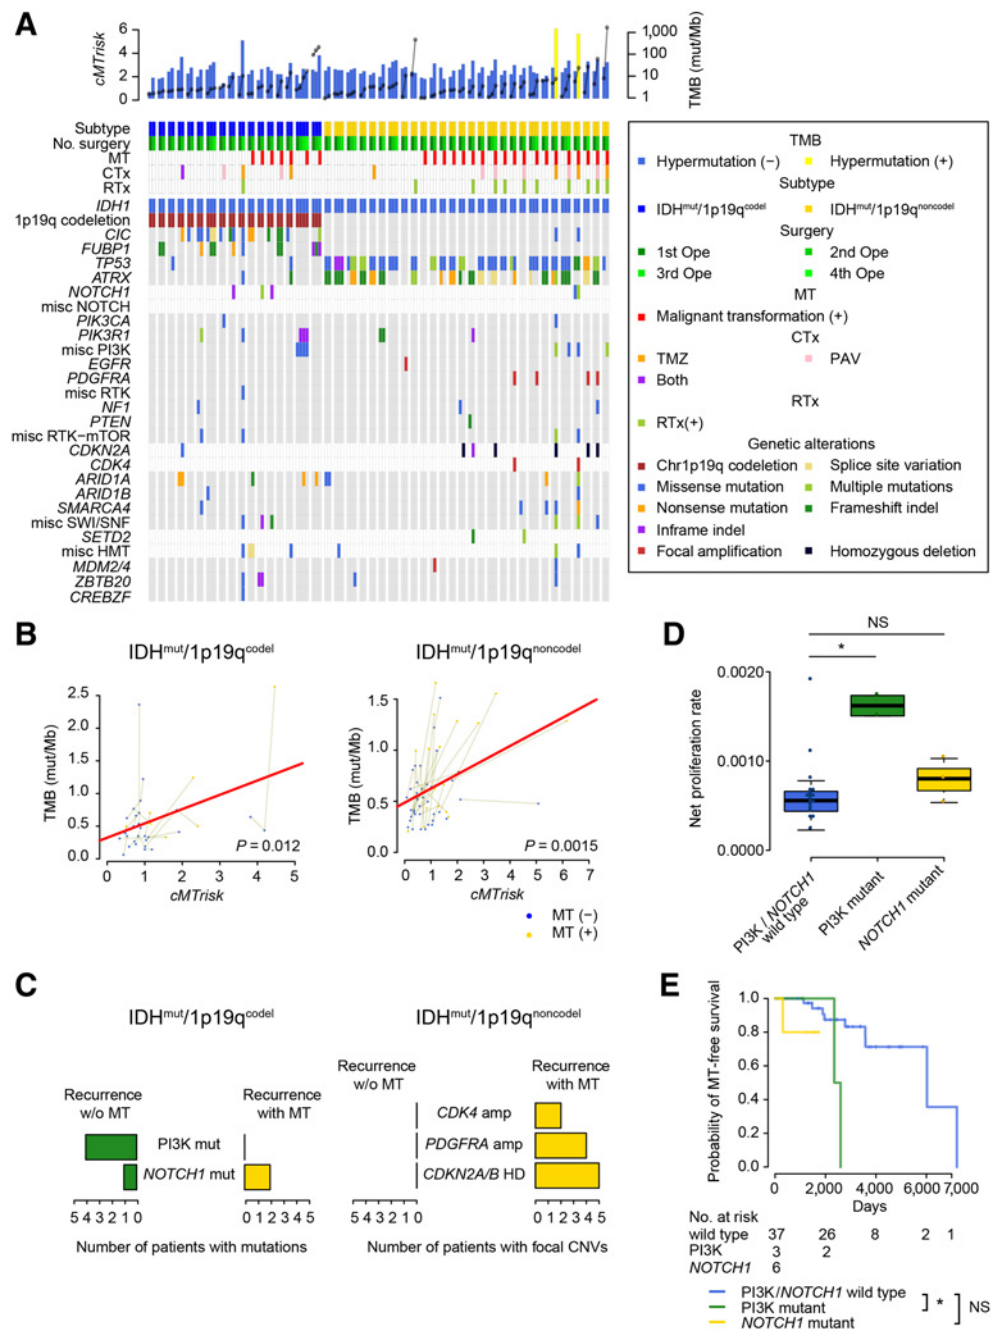 A
cMTrisk
6
4
2
0
1,000
100
10
1
TMB (mut/Mb)
Subtype
No. surgery
MT
CTx
RTx
IDH1
1p19q codeletion
CIC
FUBP1
TP53
ATRX
NOTCH1
misc NOTCH
PIK3CA
PIK3R1
misc PI3K
EGFR
PDGFRA
misc RTK
NF1
PTEN
misc RTK−mTOR
CDKN2A
CDK4
ARID1A
ARID1B
SMARCA4
misc SWI/SNF
SETD2
misc HMT
MDM2/4
ZBTB20
CREBZF
TMB
Hypermutation (−) Hypermutation (+)
Subtype
IDHmut/1p19qcodel IDHmut/1p19qnoncodel
Surgery
1st Ope 2nd Ope
3rd Ope 4th Ope
MT
Malignant transformation (+)
CTx
TMZ PAV
Both
RTx
RTx(+)
Genetic alterations
Chr1p19q codeletion Splice site variation
Missense mutation Multiple mutations
Nonsense mutation Frameshift indel
Inframe indel
Focal amplification Homozygous deletion
B
IDHmut/1p19qcodel
TMB (mut/Mb)
2.5
2.0
1.5
1.0
0.5
0.0
P = 0.012
0 1 2 3 4 5
cMTrisk
IDHmut/1p19qnoncodel
TMB (mut/Mb)
1.5
1.0
0.5
0.0
P = 0.0015
0 1 2 3 4 5 6 7
cMTrisk
MT (−)
MT (+)
C
IDHmut/1p19qcodel
Recurrence w/o MT
Recurrence with MT
PI3K mut
NOTCH1 mut
5 4 3 2 1 0
0 1 2 3 4 5
Number of patients with mutations
IDHmut/1p19qnoncodel
Recurrence w/o MT
Recurrence with MT
CDK4 amp
PDGFRA amp
CDKN2A/B HD
5 4 3 2 1 0
0 1 2 3 4 5
Number of patients with focal CNVs
D
NS
*
Net proliferation rate
0.0020
0.0010
0.0000
PI3K / NOTCH1 wild type
PI3K mutant
NOTCH1 mutant
E
Probability of MT-free survival
1.0
0.8
0.6
0.4
0.2
0.0
0 2,000 4,000 6,000 7,000
Days
No. at risk
wild type 37 26 8 2 1
PI3K 3 2
NOTCH1 6
PI3K/NOTCH1 wild type
PI3K mutant
NOTCH1 mutant
* NS